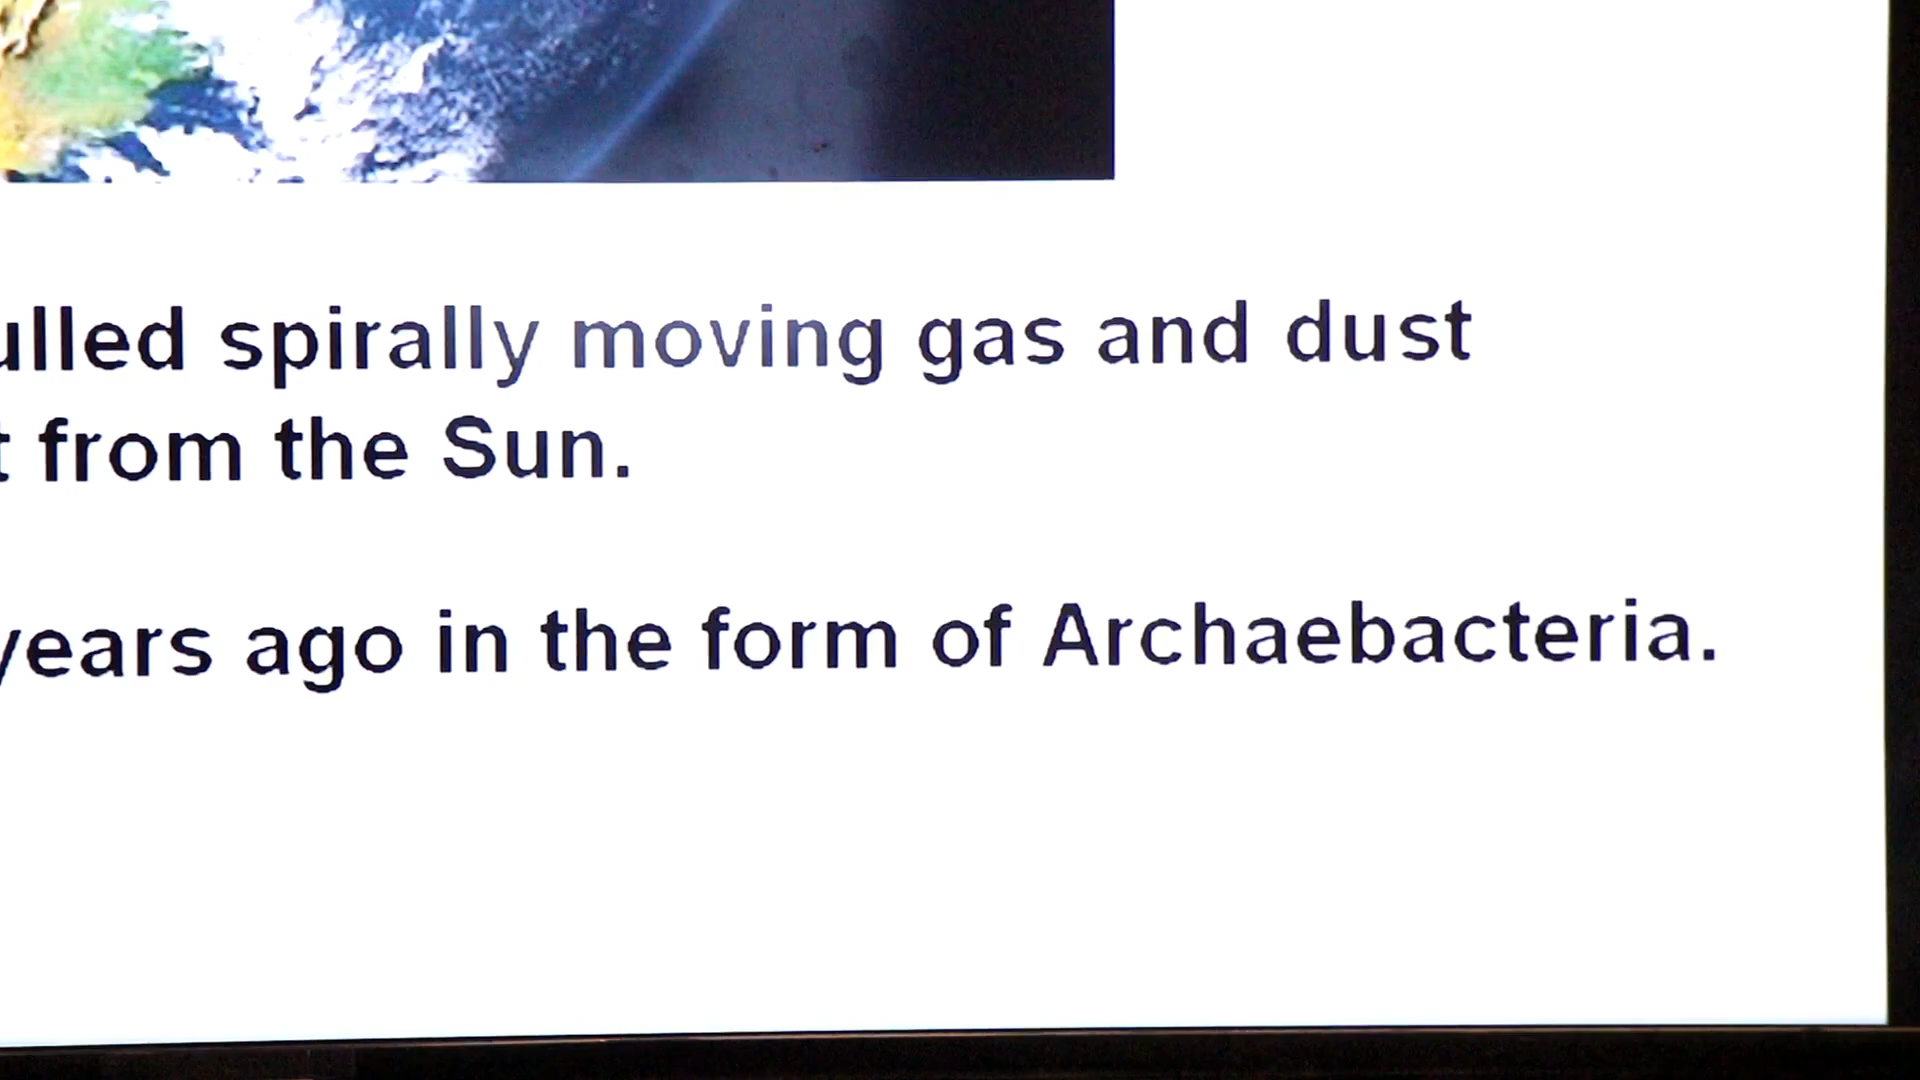 ulled spirally moving gas and dust
t from the Sun.
years ago in the form of Archaebacteria.